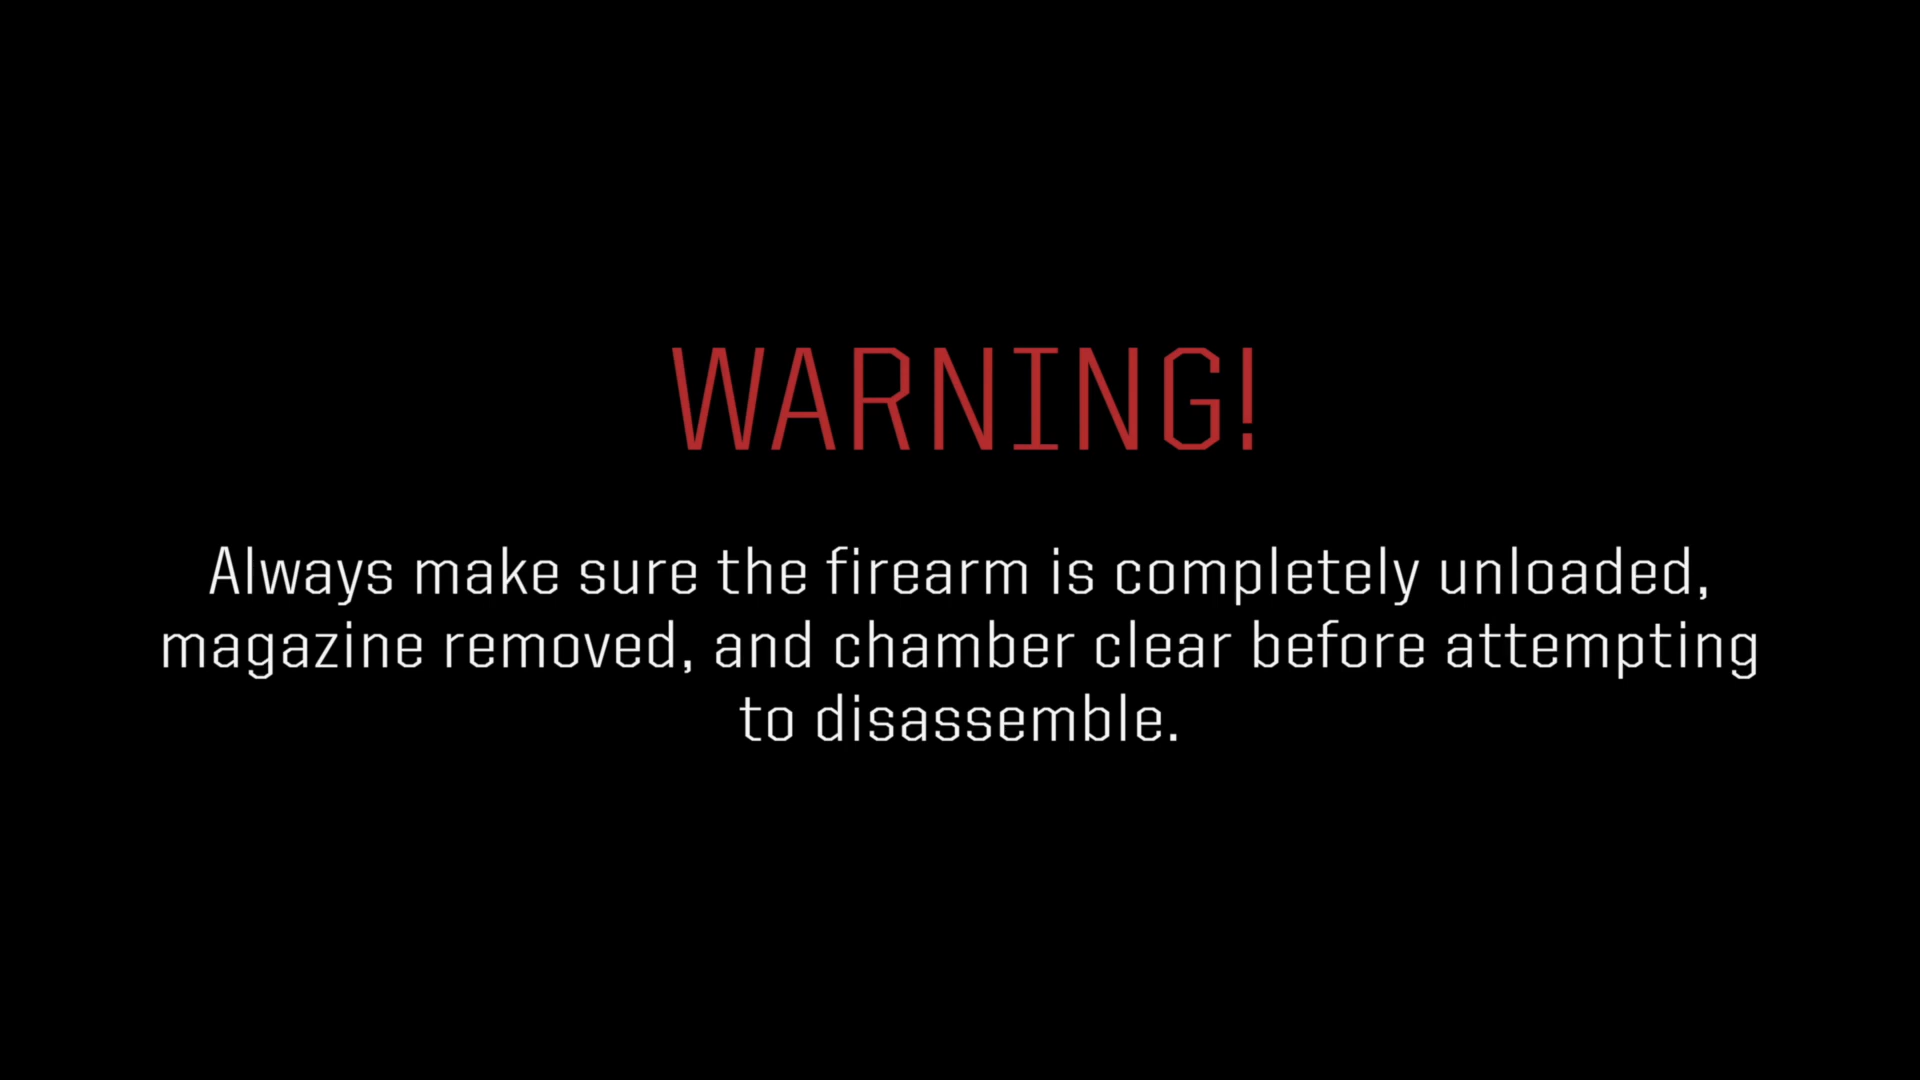 WARNING!
Always make sure the firearm is completely unloaded,
magazine removed, and chamber clear before attempting
to disassemble.